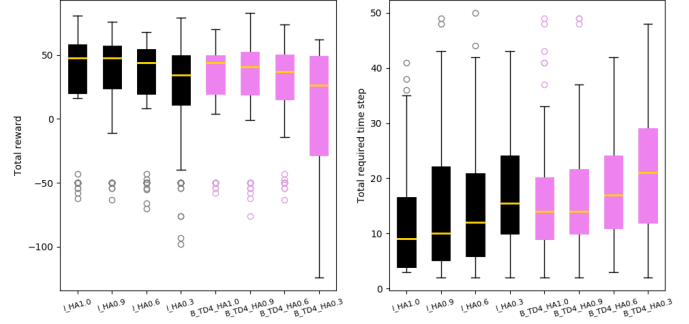 Total reward
50
0
−50
−100
I_HA1.0
I_HA0.9
I_HA0.6
I_HA0.3
B_TD4_HA1.0
B_TD4_HA0.9
B_TD4_HA0.6
B_TD4_HA0.3
Total required time step
50
40
30
20
10
0
I_HA1.0
I_HA0.9
I_HA0.6
I_HA0.3
B_TD4_HA1.0
B_TD4_HA0.9
B_TD4_HA0.6
B_TD4_HA0.3